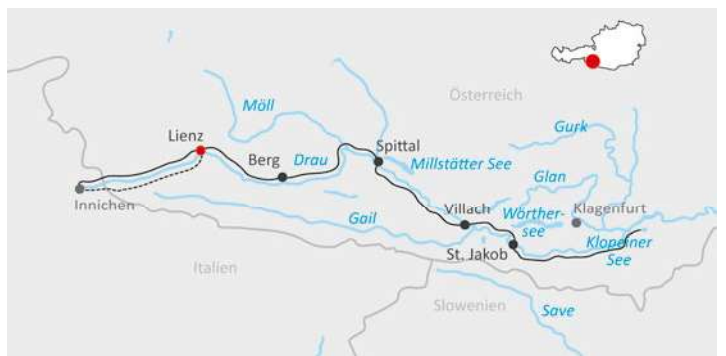 Österreich
Möll
Gurk
Lienz
Spittal
Berg
Drau
Millstätter See
Glan
Innichen
Gail
Villach
Wörther-
see
Klagenfurt
St. Jakob
Klopeiner
See
Italien
Slowenien
Save